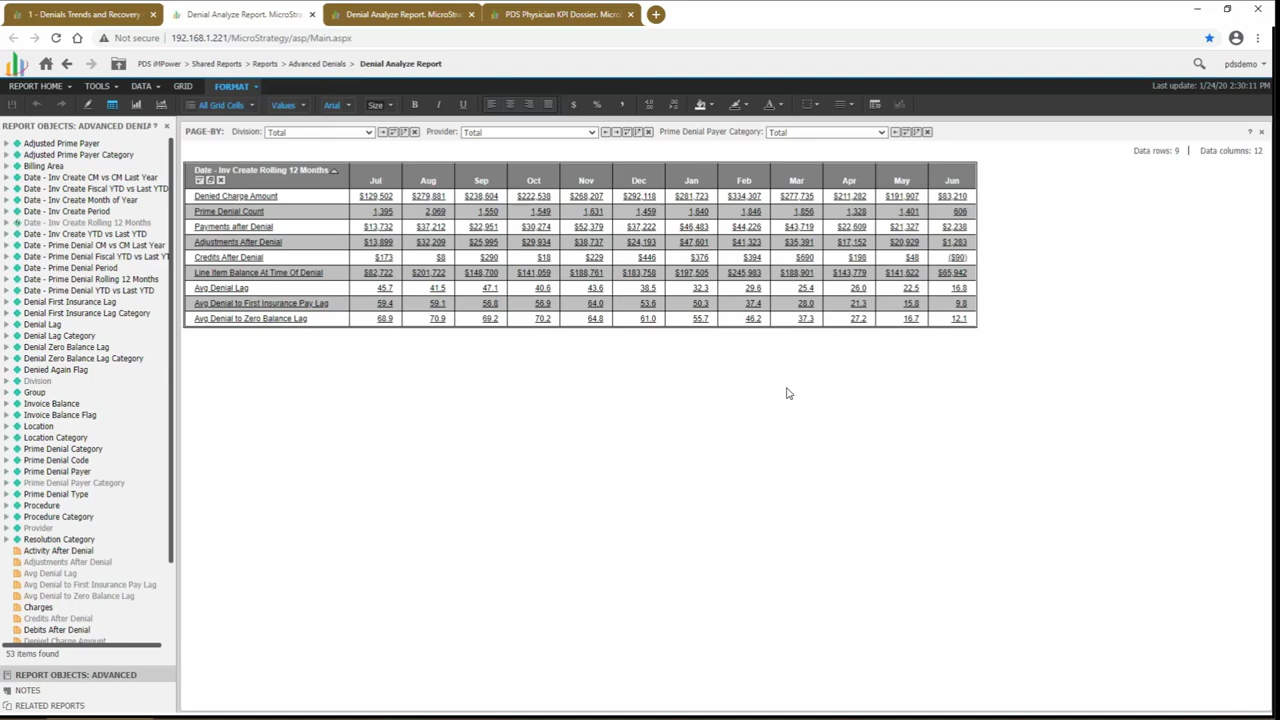 1 - Denials Trends and Recovery
Denial Analyze Report. MicroStra
Denial Analyze Report. MicroStra
PDS Physician KPI Dossier. Micro
Not secure
192.168.1.221/MicroStrategy/asp/Main.aspx
PDS iMPower > Shared Reports > Reports > Advanced Denials > Denial Analyze Report
pdsdemo
REPORT HOME TOOLS DATA GRID FORMAT
Last update: 1/24/20 2:30:11 PM
All Grid Cells Values Arial Size B I U $ % ,
REPORT OBJECTS: ADVANCED DENIA
PAGE-BY: Division: Total Provider: Total Prime Denial Payer Category: Total
Data rows: 9 | Data columns: 12
Adjusted Prime Payer
Adjusted Prime Payer Category
Billing Area
Date - Inv Create CM vs CM Last Year
Date - Inv Create Fiscal YTD vs Last YTD
Date - Inv Create Month of Year
Date - Inv Create Period
Date - Inv Create Rolling 12 Months
Date - Inv Create YTD vs Last YTD
Date - Prime Denial CM vs CM Last Year
Date - Prime Denial Fiscal YTD vs Last YT
Date - Prime Denial Period
Date - Prime Denial Rolling 12 Months
Date - Prime Denial YTD vs Last YTD
Denial First Insurance Lag
Denial First Insurance Lag Category
Denial Lag
Denial Lag Category
Denial Zero Balance Lag
Denial Zero Balance Lag Category
Denied Again Flag
Division
Group
Invoice Balance
Invoice Balance Flag
Location
Location Category
Prime Denial Category
Prime Denial Code
Prime Denial Payer
Prime Denial Payer Category
Prime Denial Type
Procedure
Procedure Category
Provider
Resolution Category
Activity After Denial
Adjustments After Denial
Avg Denial Lag
Avg Denial to First Insurance Pay Lag
Avg Denial to Zero Balance Lag
Charges
Credits After Denial
Debits After Denial
Denied Charge Amount
53 items found
REPORT OBJECTS: ADVANCED
NOTES
RELATED REPORTS
Date - Inv Create Rolling 12 Months Jul Aug Sep Oct Nov Dec Jan Feb Mar Apr May Jun
Denied Charge Amount $129,502 $279,881 $238,604 $222,538 $268,207 $292,118 $281,723 $334,307 $277,735 $211,282 $191,907 $83,210
Prime Denial Count 1,395 2,069 1,550 1,549 1,631 1,459 1,640 1,846 1,856 1,328 1,401 606
Payments after Denial $13,732 $37,212 $22,951 $30,274 $52,379 $37,222 $46,483 $44,226 $43,719 $22,609 $21,327 $2,238
Adjustments After Denial $13,899 $32,209 $25,995 $29,934 $38,737 $24,193 $47,601 $41,323 $35,391 $17,152 $20,929 $1,283
Credits After Denial $173 $8 $290 $18 $229 $446 $376 $394 $690 $198 $48 ($90)
Line Item Balance At Time Of Denial $82,722 $201,722 $148,700 $141,059 $188,761 $183,758 $197,505 $245,983 $188,901 $143,779 $141,622 $65,942
Avg Denial Lag 45.7 41.5 47.1 40.6 43.6 38.5 32.3 29.6 25.4 26.0 22.5 16.8
Avg Denial to First Insurance Pay Lag 59.4 59.1 56.8 56.9 64.0 53.6 50.3 37.4 28.0 21.3 15.8 9.8
Avg Denial to Zero Balance Lag 68.9 70.9 69.2 70.2 64.8 61.0 55.7 46.2 37.3 27.2 16.7 12.1